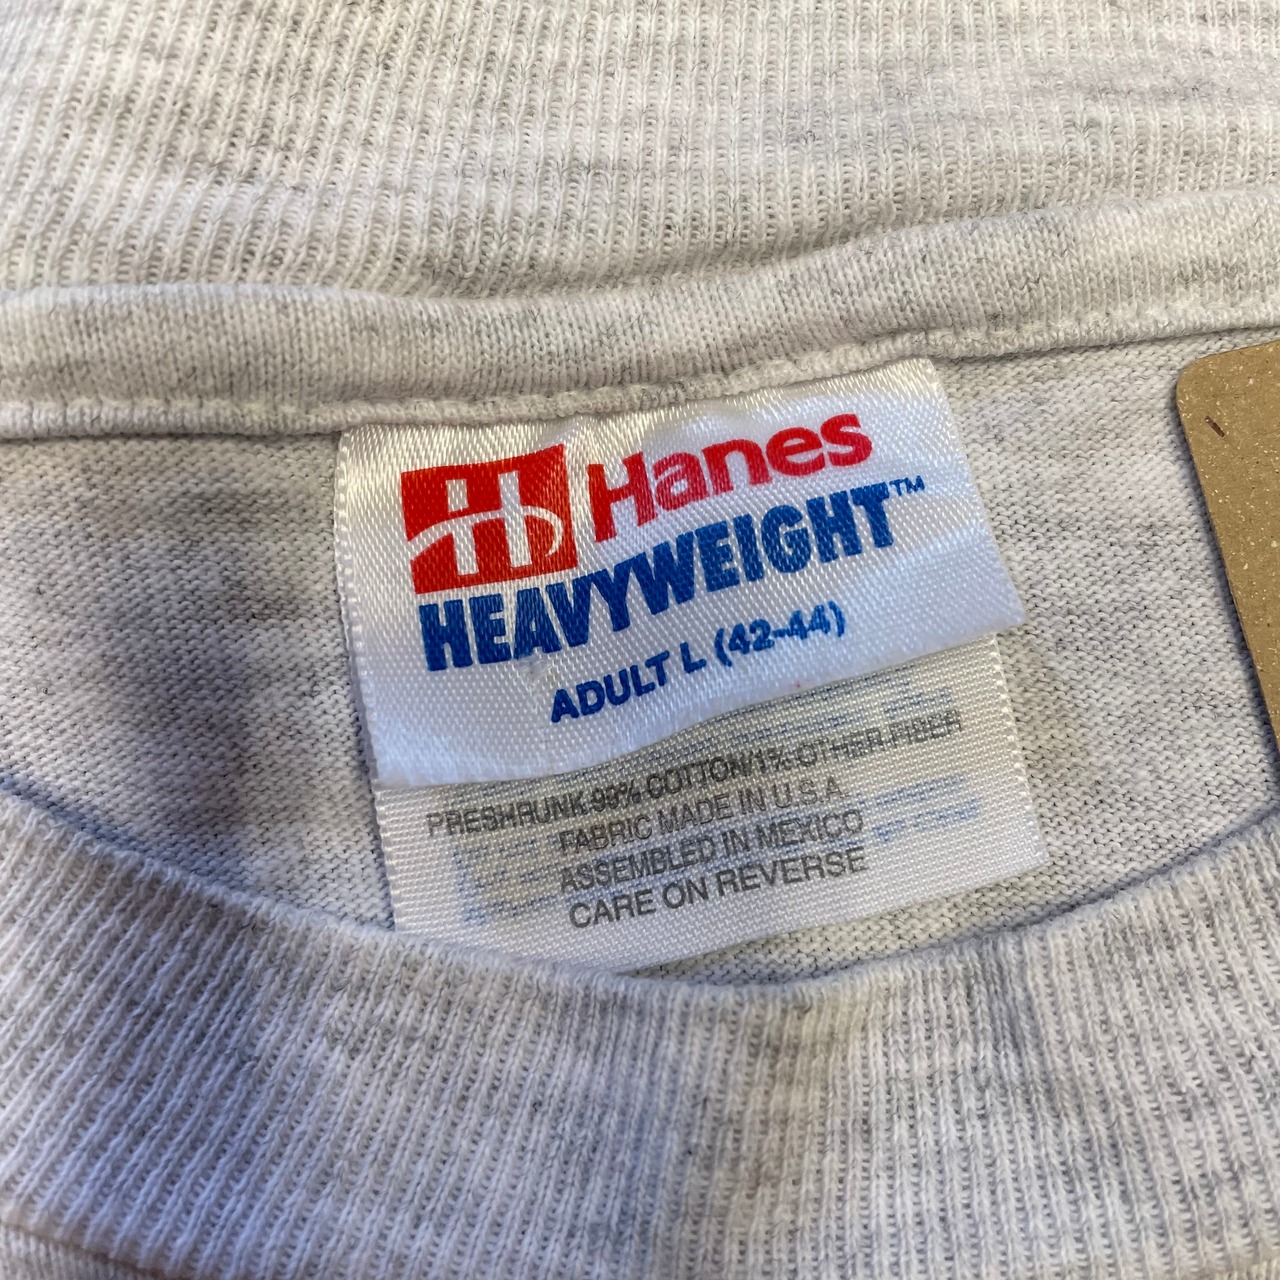 Hanes
HEAVYWEIGHT™
ADULT L (42-44)
PRESHRUNK 99% COTTON/1% OTHER FIBER
FABRIC MADE IN U.S.A.
ASSEMBLED IN MEXICO
CARE ON REVERSE